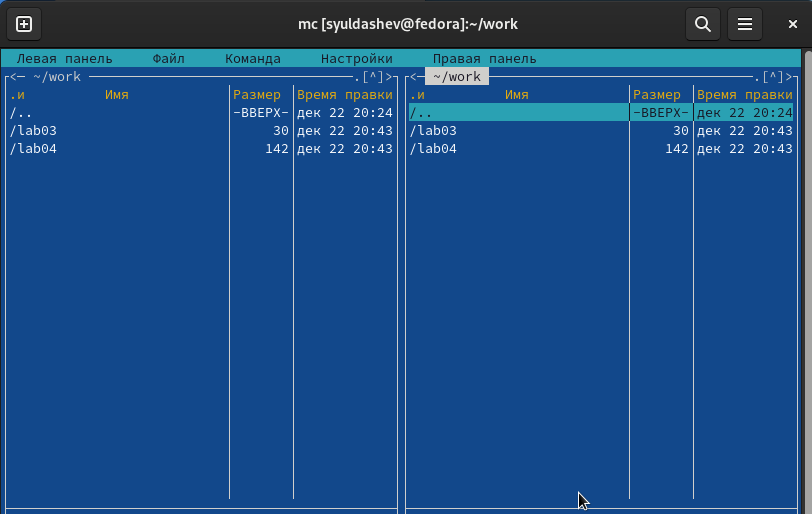 mc [syuldashev@fedora]:~/work
Левая панель Файл Команда Настройки Правая панель
<— ~/work .[^]> <— ~/work .[^]>
.и Имя Размер Время правки .и Имя Размер Время правки
/.. -ВВЕРХ- дек 22 20:24 /.. -ВВЕРХ- дек 22 20:24
/lab03 30 дек 22 20:43 /lab03 30 дек 22 20:43
/lab04 142 дек 22 20:43 /lab04 142 дек 22 20:43